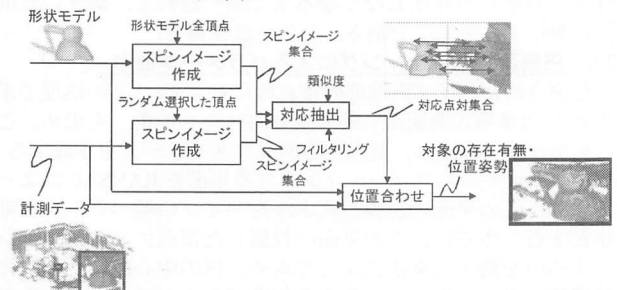 形状モデル
形状モデル全頂点
スピンイメージ
作成
スピンイメージ
集合
類似度
ランダム選択した頂点
対応抽出
対応点対集合
スピンイメージ
作成
フィルタリング
スピンイメージ
集合
対象の存在有無・
位置姿勢
位置合わせ
計測データ